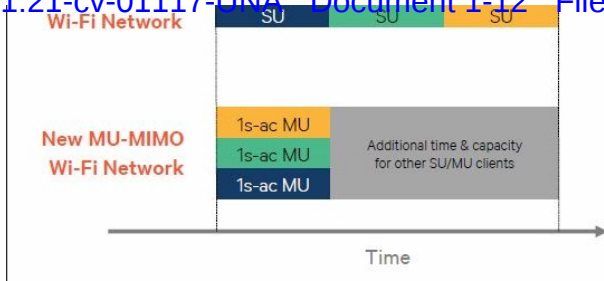 1:21-cv-01117-UNA Document 1-12 File
Wi-Fi Network
SU SU SU
New MU-MIMO
Wi-Fi Network
1s-ac MU
1s-ac MU
1s-ac MU
Additional time & capacity
for other SU/MU clients
Time